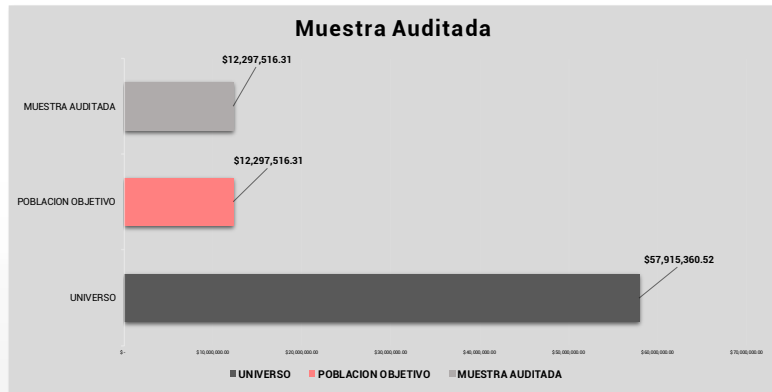 Muestra Auditada
$12,297,516.31
MUESTRA AUDITADA
$12,297,516.31
POBLACION OBJETIVO
$57,915,360.52
UNIVERSO
$- $10,000,000.00 $20,000,000.00 $30,000,000.00 $40,000,000.00 $50,000,000.00 $60,000,000.00 $70,000,000.00
UNIVERSO POBLACION OBJETIVO MUESTRA AUDITADA